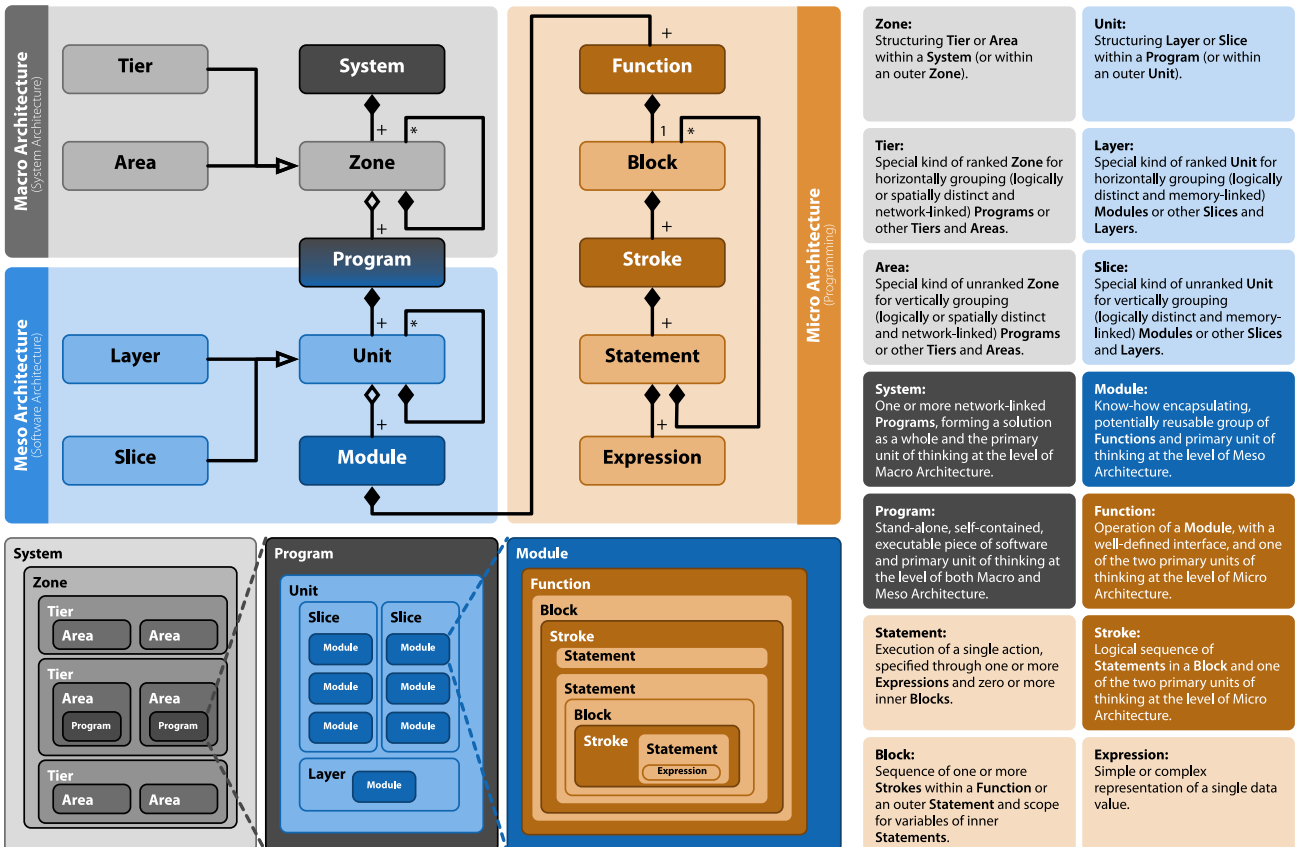 Macro Architecture
(System Architecture)
Tier
System
Area
+
*
Zone
+
Program
Meso Architecture
(Software Architecture)
+
*
Layer
Unit
+
Slice
Module
Micro Architecture
(Programming)
+
Function
1
*
Block
+
Stroke
+
Statement
+
Expression
System
Zone
Tier
Area
Area
Tier
Area
Area
Program
Program
Tier
Area
Area
Program
Unit
Slice
Slice
Module
Module
Module
Module
Module
Module
Layer
Module
Module
Function
Block
Stroke
Statement
Statement
Block
Stroke
Statement
Expression
Zone:
Structuring Tier or Area
within a System (or within
an outer Zone).
Unit:
Structuring Layer or Slice
within a Program (or within
an outer Unit).
Tier:
Special kind of ranked Zone for
horizontally grouping (logically
or spatially distinct and
network-linked) Programs or
other Tiers and Areas.
Layer:
Special kind of ranked Unit for
horizontally grouping (logically
distinct and memory-linked)
Modules or other Slices and
Layers.
Area:
Special kind of unranked Zone
for vertically grouping
(logically or spatially distinct
and network-linked) Programs
or other Tiers and Areas.
Slice:
Special kind of unranked Unit
for vertically grouping
(logically distinct and memory-
linked) Modules or other Slices
and Layers.
System:
One or more network-linked
Programs, forming a solution
as a whole and the primary
unit of thinking at the level of
Macro Architecture.
Module:
Know-how encapsulating,
potentially reusable group of
Functions and primary unit of
thinking at the level of Meso
Architecture.
Program:
Stand-alone, self-contained,
executable piece of software
and primary unit of thinking at
the level of both Macro and
Meso Architecture.
Function:
Operation of a Module, with a
well-defined interface, and one
of the two primary units of
thinking at the level of Micro
Architecture.
Statement:
Execution of a single action,
specified through one or more
Expressions and zero or more
inner Blocks.
Stroke:
Logical sequence of
Statements in a Block and one
of the two primary units of
thinking at the level of Micro
Architecture.
Block:
Sequence of one or more
Strokes within a Function or
an outer Statement and scope
for variables of inner
Statements.
Expression:
Simple or complex
representation of a single data
value.